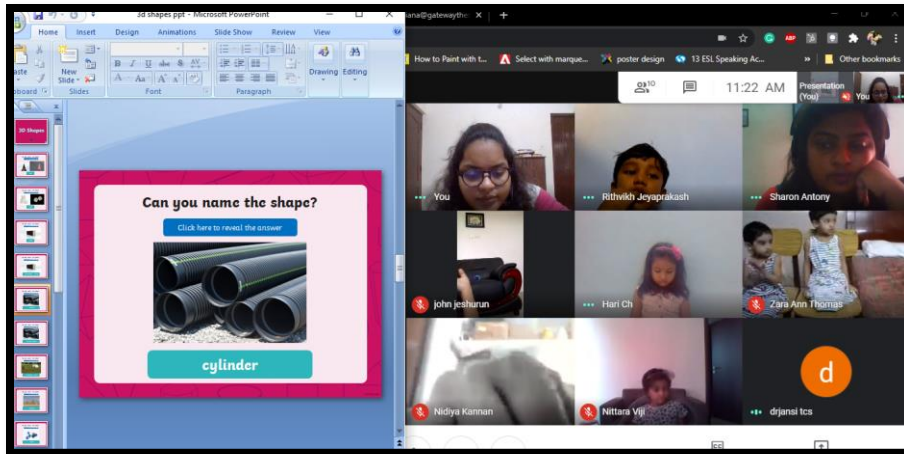 3d shapes ppt - Microsoft PowerPoint
Home Insert Design Animations Slide Show Review View
New
Slide
Drawing Editing
Slides Font Paragraph
3D Shapes
Can you name the shape?
Click here to reveal the answer
cylinder
How to Paint with t... Select with marque... poster design 13 ESL Speaking Ac... » Other bookmarks
10 11:22 AM Presentation
(You) You
You Rithvikh Jeyaprakash Sharon Antony
john jeshurun Hari Ch Zara Ann Thomas
d
Nidiya Kannan Nittara Viji drjansi tcs